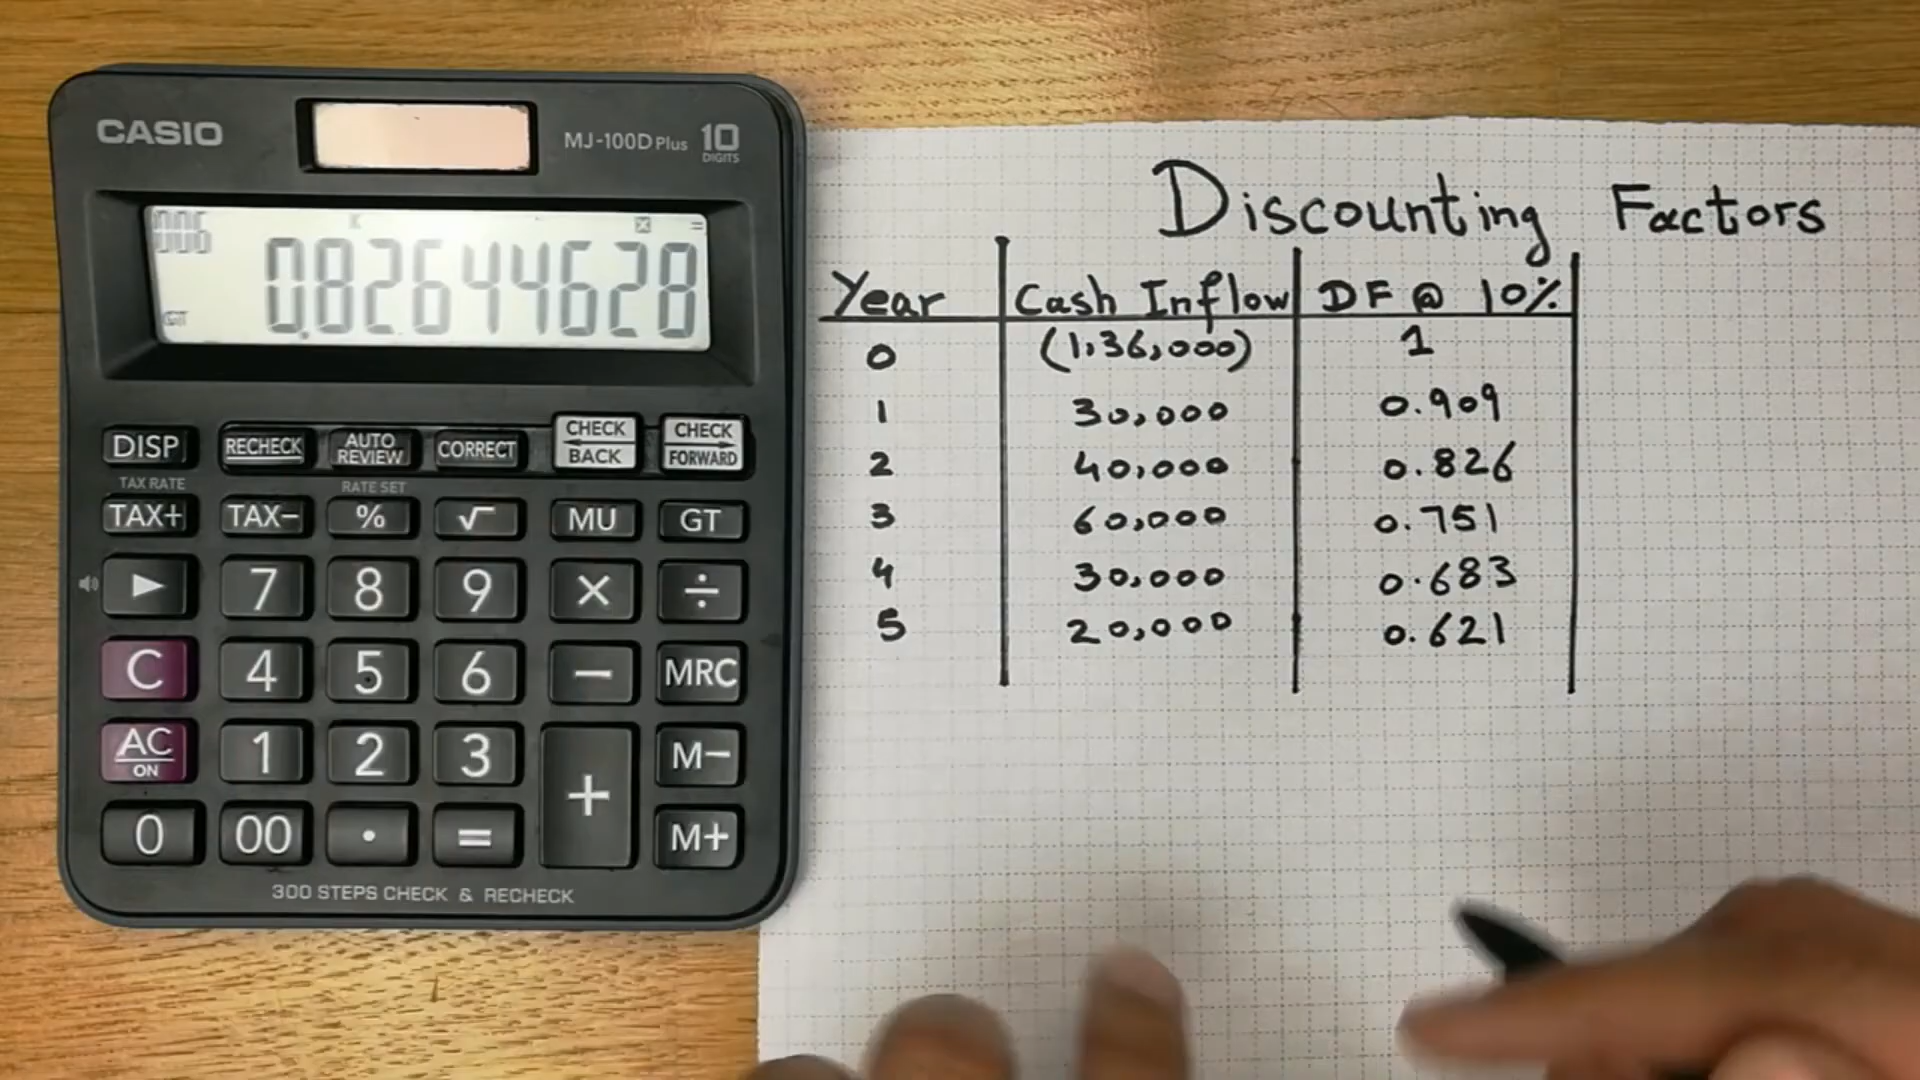 CASIO
MJ-100D Plus 10
DIGITS
006
K × =
0.82644628
GT
DISP RECHECK AUTO REVIEW CORRECT CHECK BACK CHECK FORWARD
TAX RATE RATE SET
TAX+ TAX− % √ MU GT
▶ 7 8 9 × ÷
C 4 5 6 − MRC
AC ON 1 2 3 + M−
0 00 · = M+
300 STEPS CHECK & RECHECK
Discounting Factors
Year Cash Inflow DF @ 10%
0 (1,36,000) 1
1 30,000 0.909
2 40,000 0.826
3 60,000 0.751
4 30,000 0.683
5 20,000 0.621